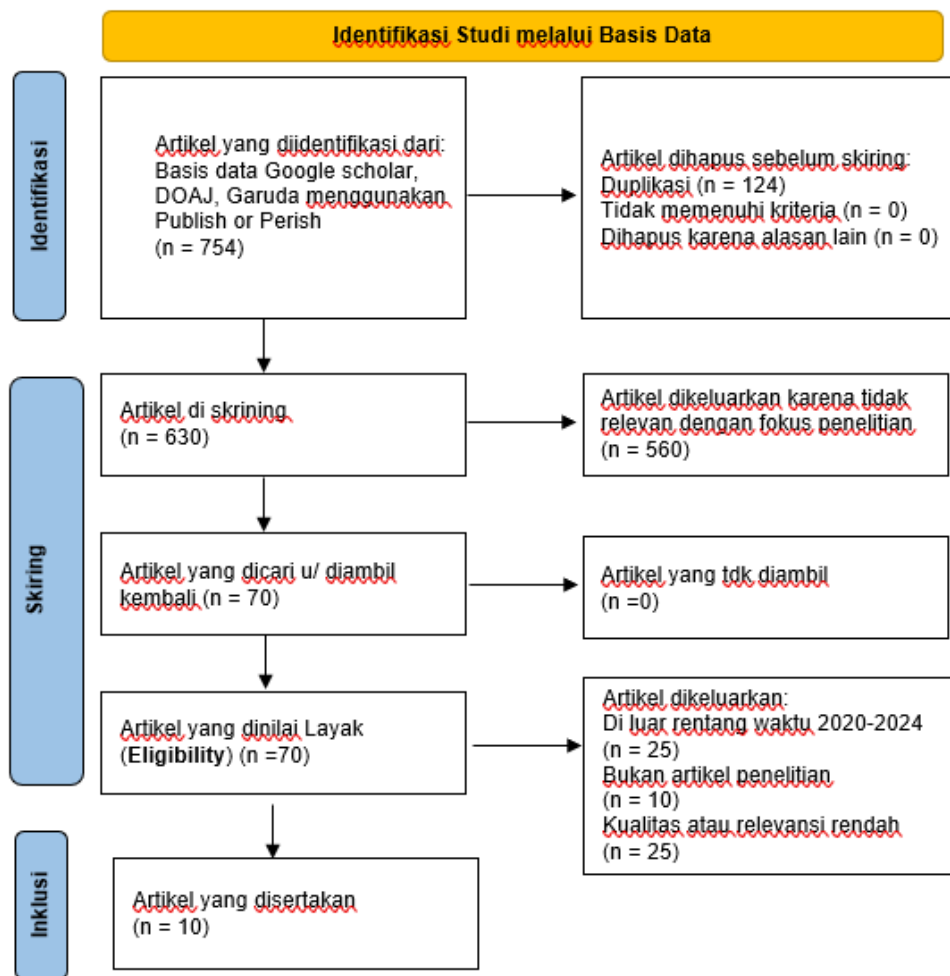 Identifikasi Studi melalui Basis Data
Identifikasi
Artikel yang diidentifikasi dari:
Basis data Google scholar,
DOAJ, Garuda menggunakan
Publish or Perish
(n = 754)
Artikel dihapus sebelum skiring:
Duplikasi (n = 124)
Tidak memenuhi kriteria (n = 0)
Dihapus karena alasan lain (n = 0)
Skiring
Artikel di skrining
(n = 630)
Artikel dikeluarkan karena tidak
relevan dengan fokus penelitian
(n = 560)
Artikel yang dicari u/ diambil
kembali (n = 70)
Artikel yang tdk diambil
(n =0)
Artikel yang dinilai Layak
(Eligibility) (n =70)
Artikel dikeluarkan:
Di luar rentang waktu 2020-2024
(n = 25)
Bukan artikel penelitian
(n = 10)
Kualitas atau relevansi rendah
(n = 25)
Inklusi
Artikel yang disertakan
(n = 10)